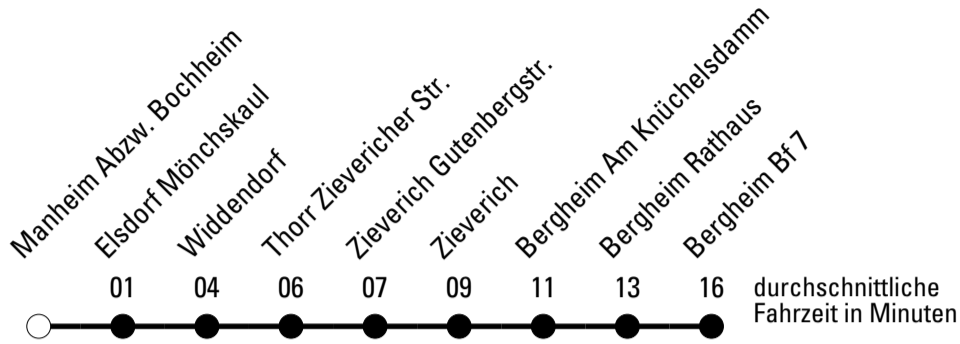 Manheim Abzw. Bochheim
Elsdorf Mönchskaul
Widdendorf
Thorr Zievericher Str.
Zieverich Gutenbergstr.
Zieverich
Bergheim Am Knüchelsdamm
Bergheim Rathaus
Bergheim Bf 7
01 04 06 07 09 11 13 16
durchschnittliche
Fahrzeit in Minuten